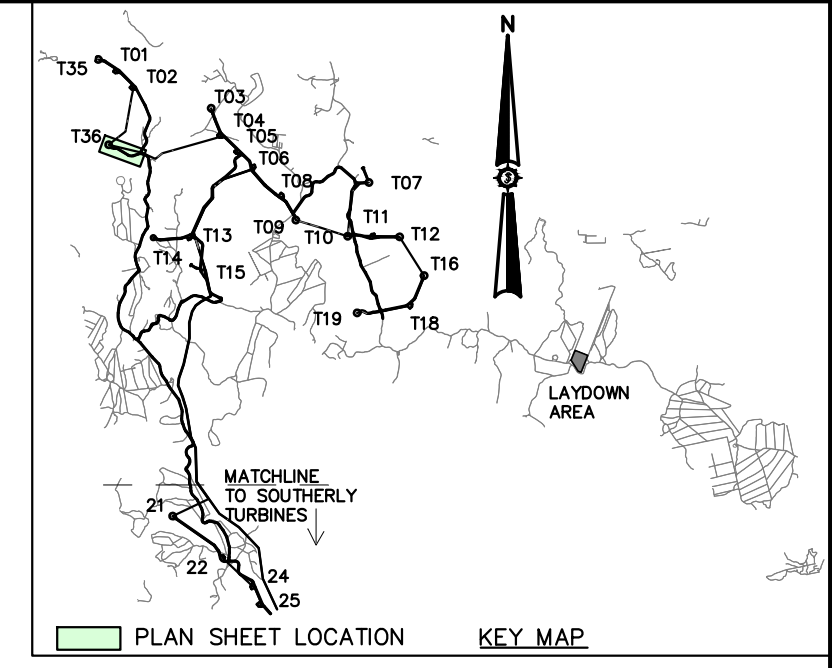 N
T01
T35
T02
T03
T04
T36
T05
T06
T07
T08
T11
T09
T10
T12
T13
T14
T15
T16
T19
T18
LAYDOWN
AREA
MATCHLINE
TO SOUTHERLY
TURBINES
21
22
24
25
PLAN SHEET LOCATION
KEY MAP